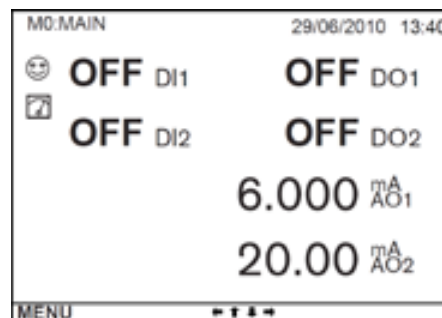 M0:MAIN 29/06/2010 13:40
OFF DI1 OFF DO1
OFF DI2 OFF DO2
6.000 mA AO1
20.00 mA AO2
MENU